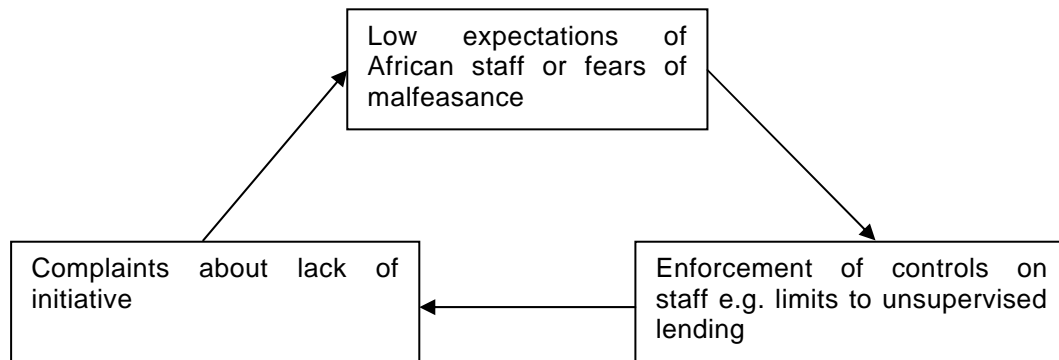 Low expectations of
African staff or fears of
malfeasance
Complaints about lack of
initiative
Enforcement of controls on
staff e.g. limits to unsupervised
lending